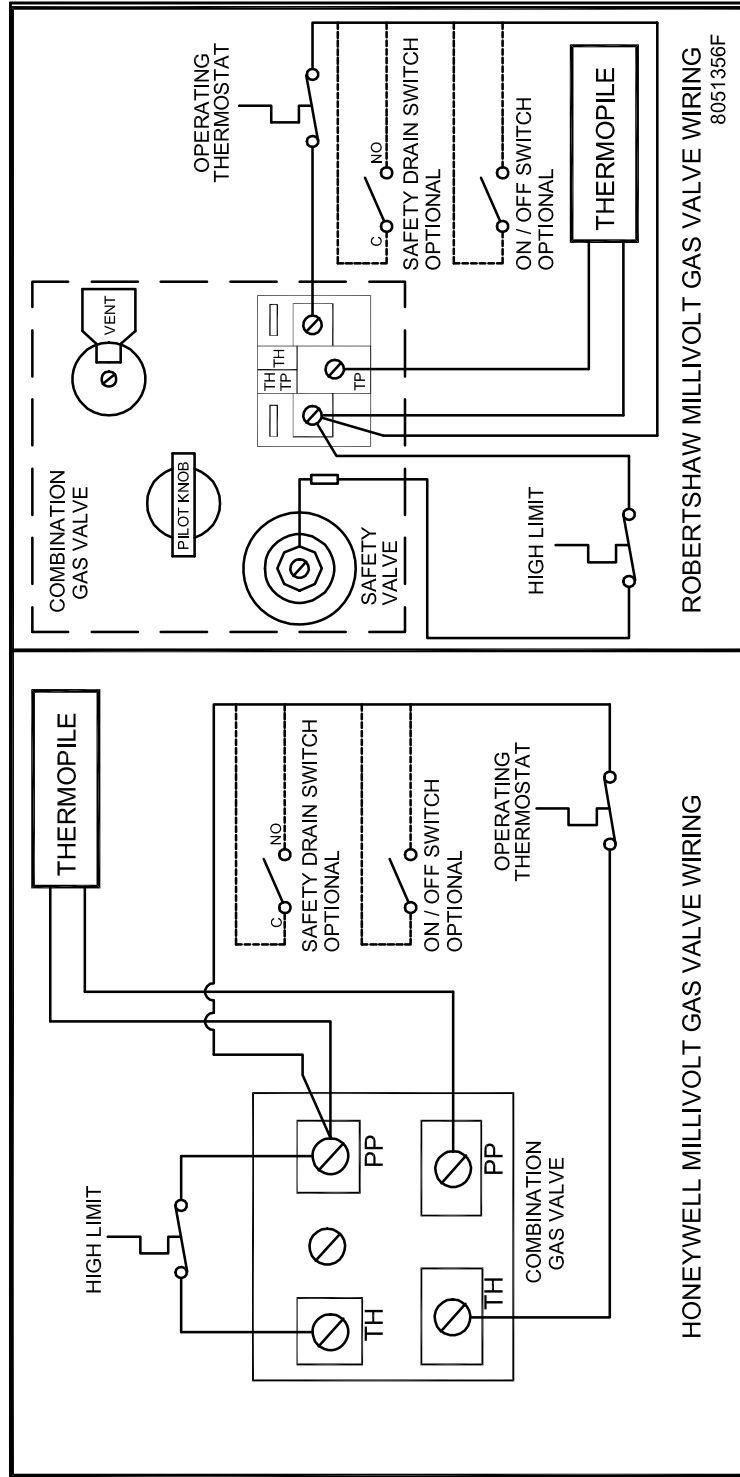 THERMOPILE
HIGH LIMIT
SAFETY DRAIN SWITCH
OPTIONAL
C
NO
ON / OFF SWITCH
OPTIONAL
OPERATING
THERMOSTAT
TH
PP
TH
PP
COMBINATION
GAS VALVE
HONEYWELL MILLIVOLT GAS VALVE WIRING
COMBINATION
GAS VALVE
PILOT KNOB
VENT
SAFETY
VALVE
TH
TP
TH
TP
OPERATING
THERMOSTAT
C
NO
SAFETY DRAIN SWITCH
OPTIONAL
ON / OFF SWITCH
OPTIONAL
THERMOPILE
HIGH LIMIT
ROBERTSHAW MILLIVOLT GAS VALVE WIRING
8051356F